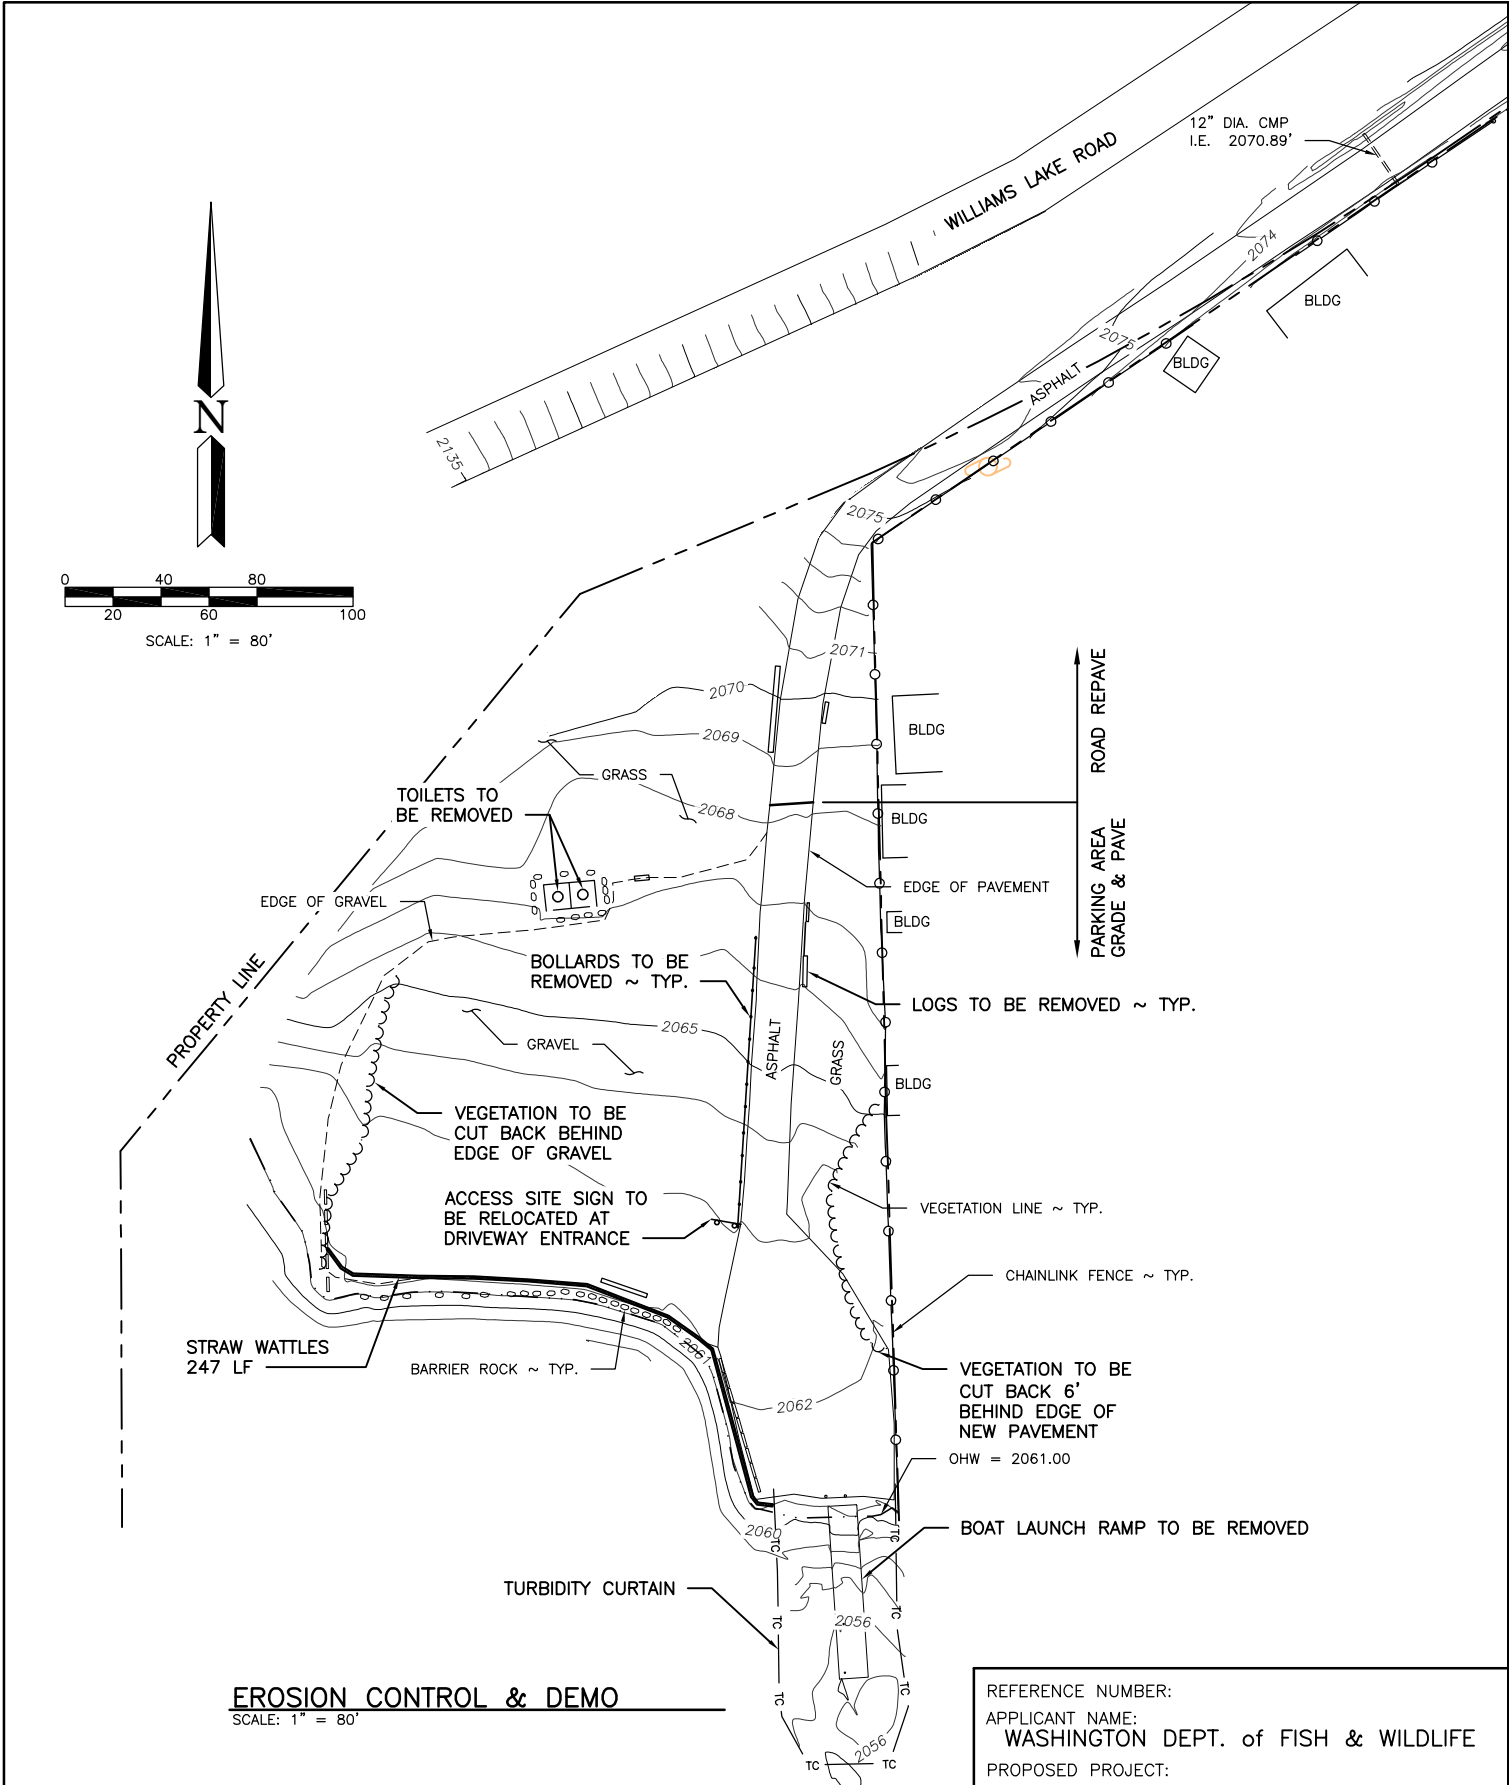 12" DIA. CMP
I.E. 2070.89'
WILLIAMS LAKE ROAD
2074
BLDG
2075
BLDG
ASPHALT
N
2135
2075
0 40 80
20 60 100
SCALE: 1" = 80'
2071
2070
ROAD REPAVE
2069
BLDG
GRASS
TOILETS TO
BE REMOVED
2068
BLDG
PARKING AREA
GRADE & PAVE
EDGE OF PAVEMENT
EDGE OF GRAVEL
BLDG
PROPERTY LINE
BOLLARDS TO BE
REMOVED ~ TYP.
LOGS TO BE REMOVED ~ TYP.
2065
GRAVEL
ASPHALT
GRASS
BLDG
VEGETATION TO BE
CUT BACK BEHIND
EDGE OF GRAVEL
ACCESS SITE SIGN TO
BE RELOCATED AT
DRIVEWAY ENTRANCE
VEGETATION LINE ~ TYP.
CHAINLINK FENCE ~ TYP.
STRAW WATTLES
247 LF
BARRIER ROCK ~ TYP.
2061
VEGETATION TO BE
CUT BACK 6'
BEHIND EDGE OF
NEW PAVEMENT
2062
OHW = 2061.00
2060
TC
TC
BOAT LAUNCH RAMP TO BE REMOVED
TURBIDITY CURTAIN
TC
TC
2056
TC
TC
2056
TC
TC
EROSION CONTROL & DEMO
SCALE: 1" = 80'
REFERENCE NUMBER:
APPLICANT NAME:
WASHINGTON DEPT. of FISH & WILDLIFE
PROPOSED PROJECT: